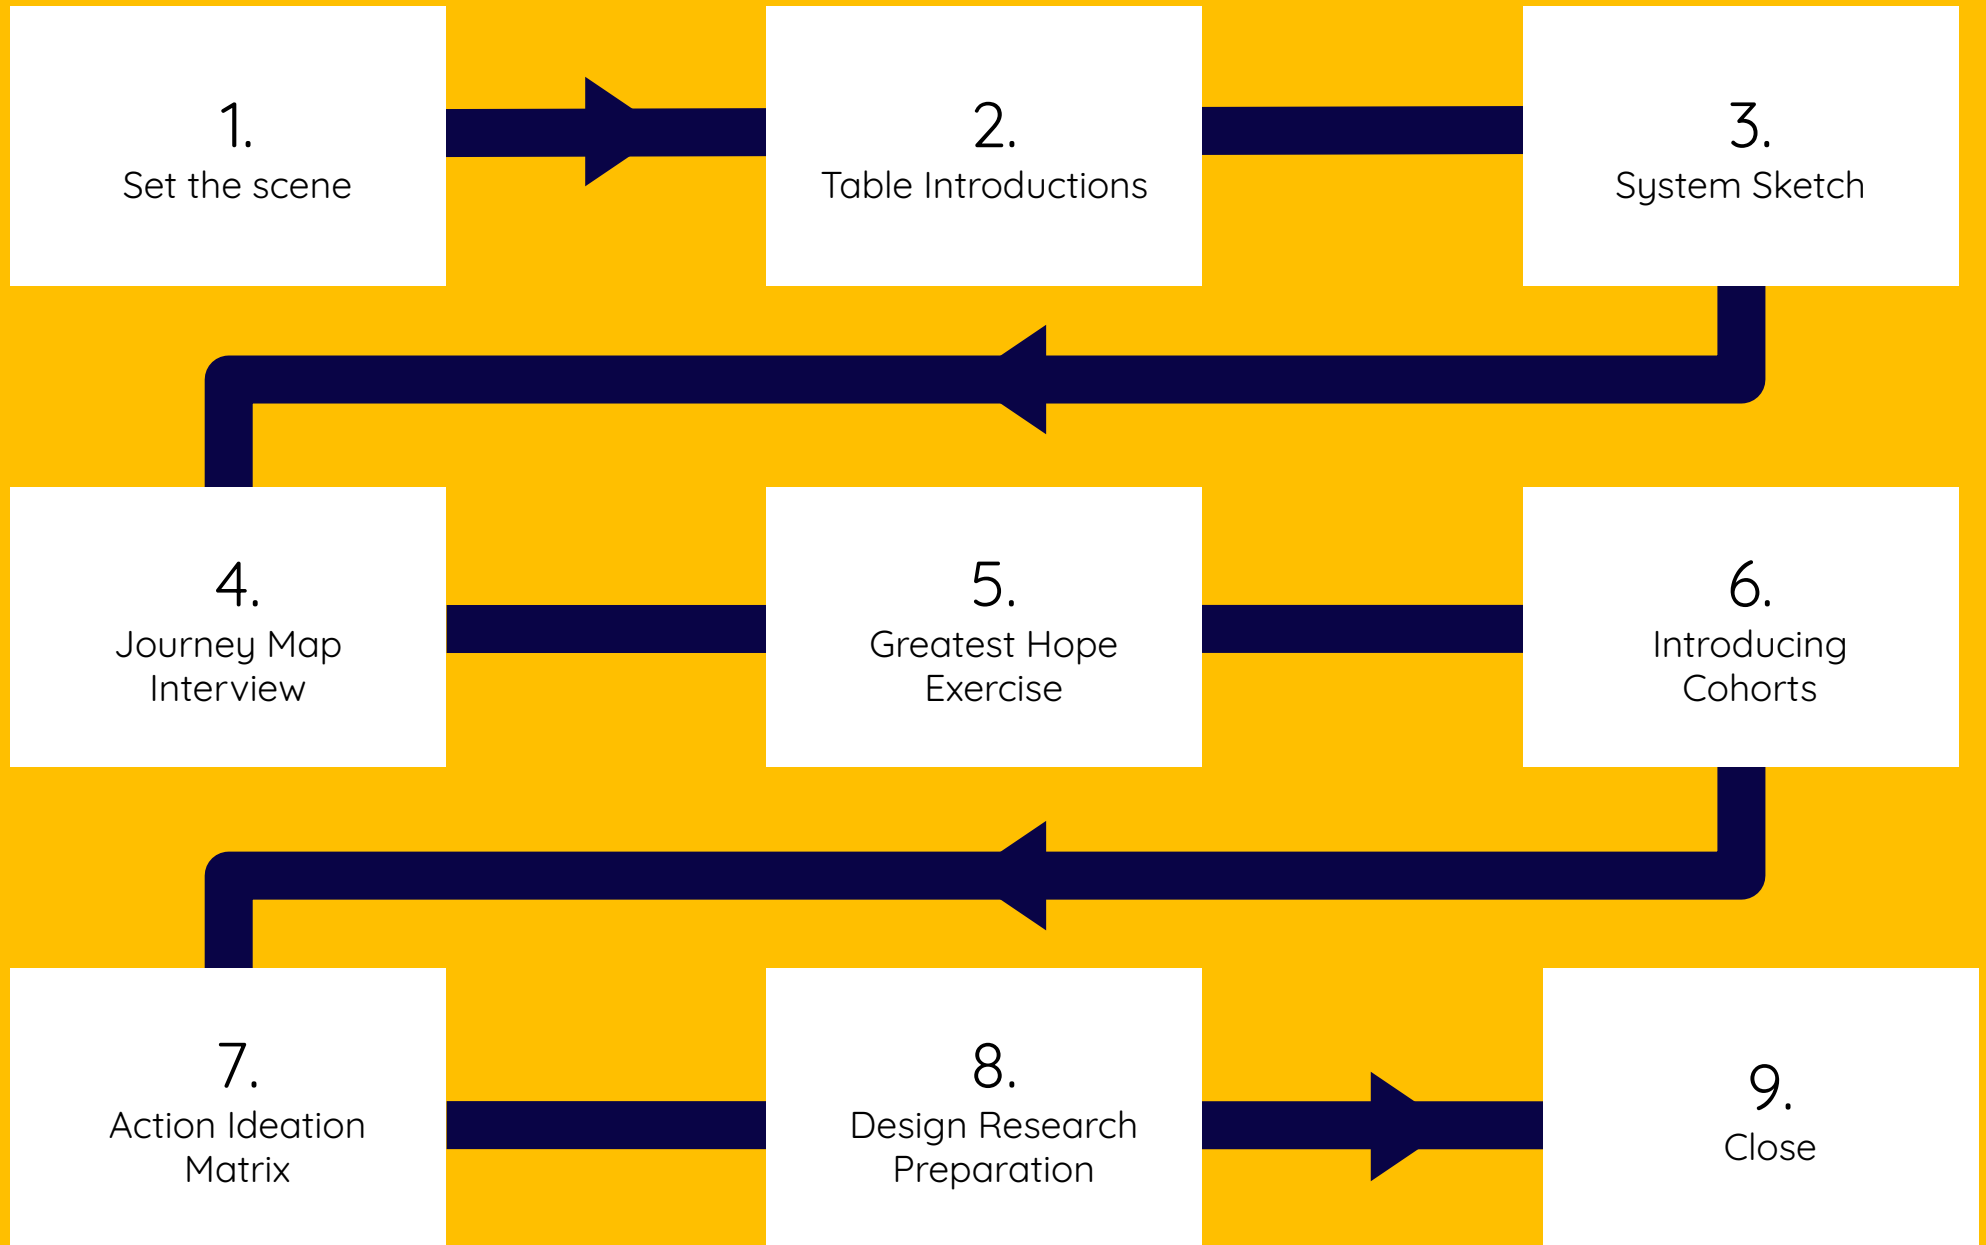 1.
Set the scene
2.
Table Introductions
3.
System Sketch
4.
Journey Map
Interview
5.
Greatest Hope
Exercise
6.
Introducing
Cohorts
7.
Action Ideation
Matrix
8.
Design Research
Preparation
9.
Close